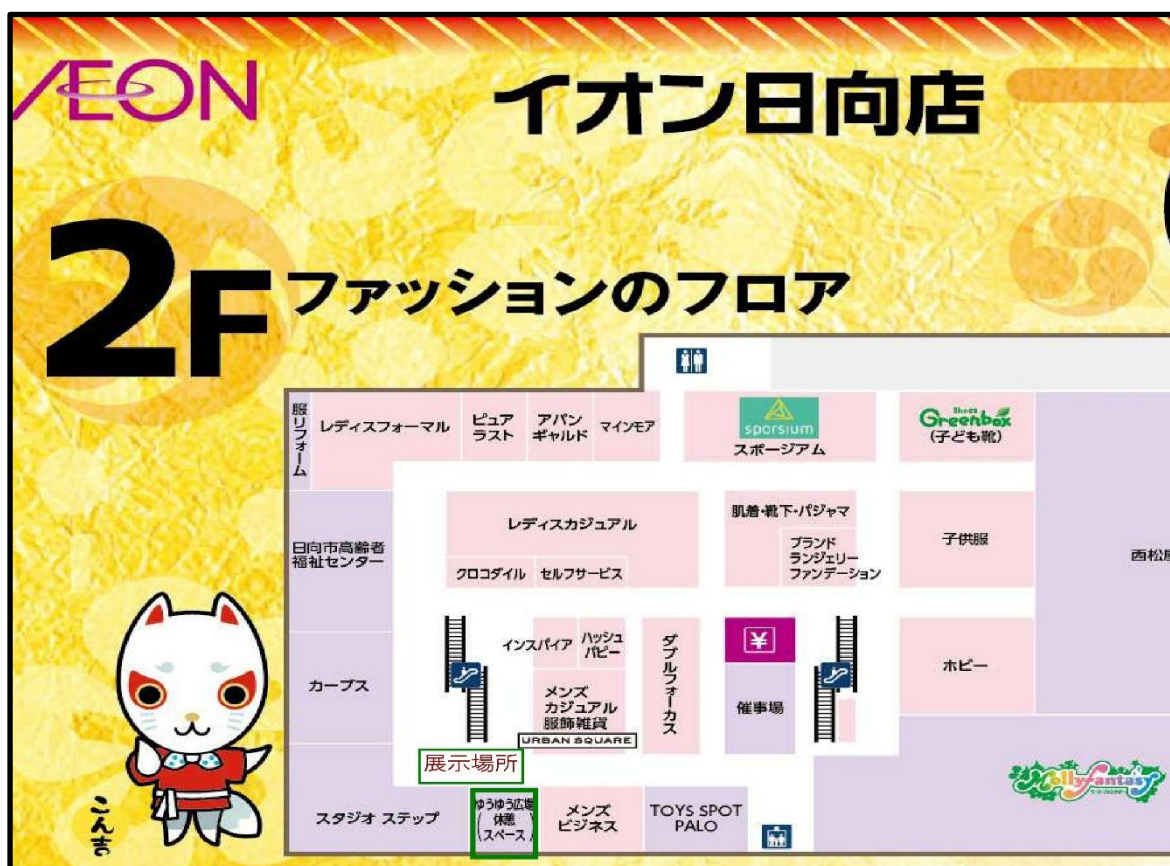 ÆON
イオン日向店
2F ファッションのフロア
服リフォーム
レディスフォーマル
ピュア
ラスト
アバン
ギャルド
マインモア
sporsium
スポージアム
Shoes
Greenbox
(子ども靴)
日向市高齢者
福祉センター
レディスカジュアル
クロコダイル
セルフサービス
肌着・靴下・パジャマ
ブランド
ランジェリー
ファンデーション
子供服
西松屋
カーブス
インスパイア
ハッシュ
パピー
メンズ
カジュアル
服飾雑貨
URBAN SQUARE
ダブルフォーカス
¥
催事場
ホビー
展示場所
スタジオ ステップ
ゆうゆう広場
(休憩
スペース)
メンズ
ビジネス
TOYS SPOT
PALO
Mollyfantasy
こん吉